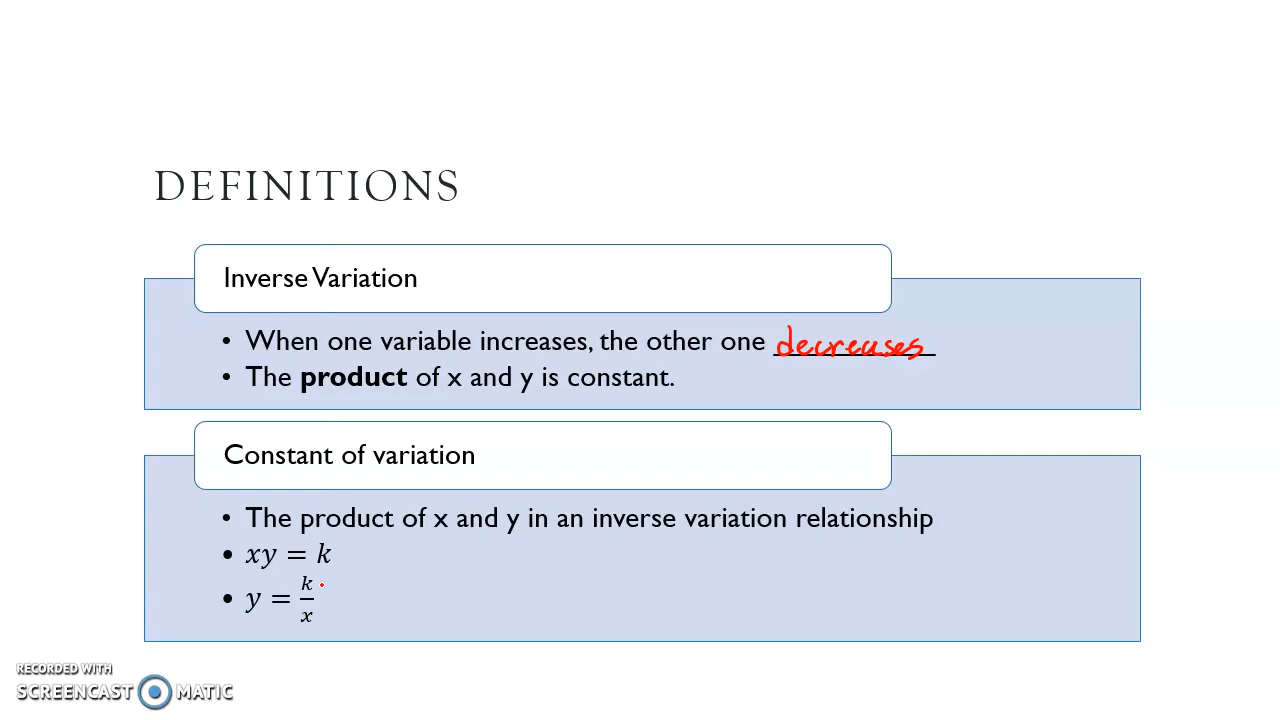 DEFINITIONS
Inverse Variation
• When one variable increases, the other one decreases
• The product of x and y is constant.
Constant of variation
• The product of x and y in an inverse variation relationship
• xy = k
• y = k/x
RECORDED WITH
SCREENCAST MATIC